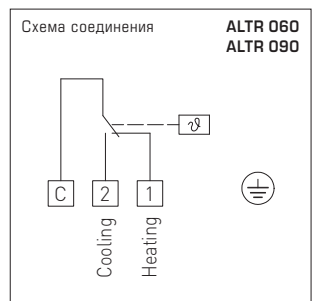 Схема соединения
ALTR 060
ALTR 090
ϑ
C
2
1
Cooling
Heating